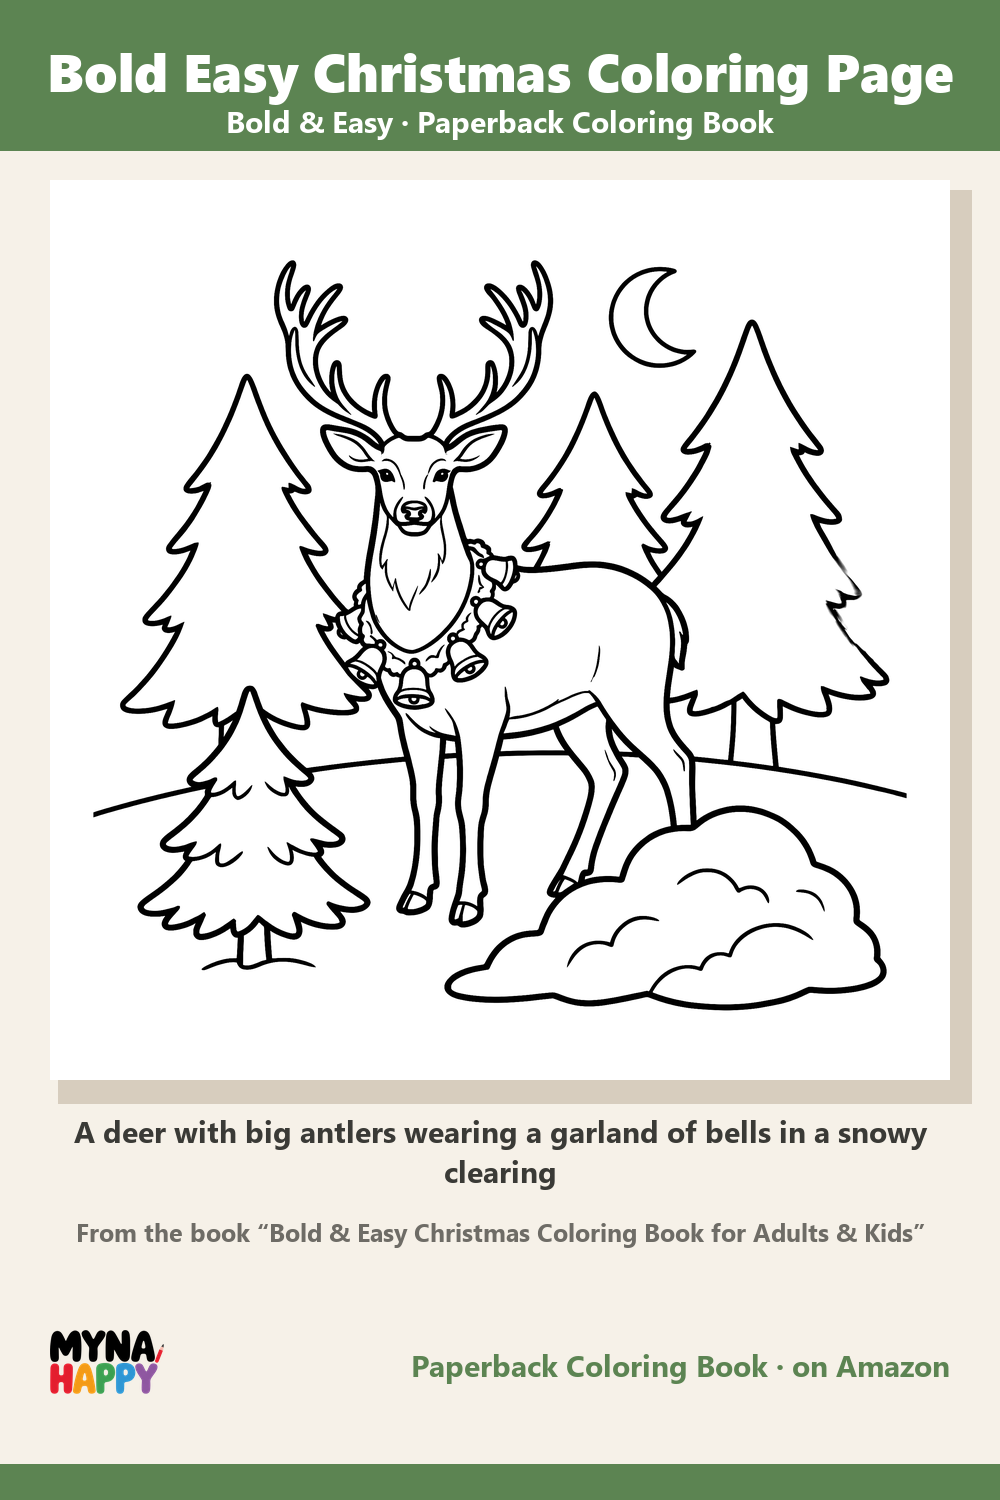 Bold Easy Christmas Coloring Page
Bold & Easy · Paperback Coloring Book
A deer with big antlers wearing a garland of bells in a snowy
clearing
From the book “Bold & Easy Christmas Coloring Book for Adults & Kids”
MYNA
HAPPY
Paperback Coloring Book · on Amazon